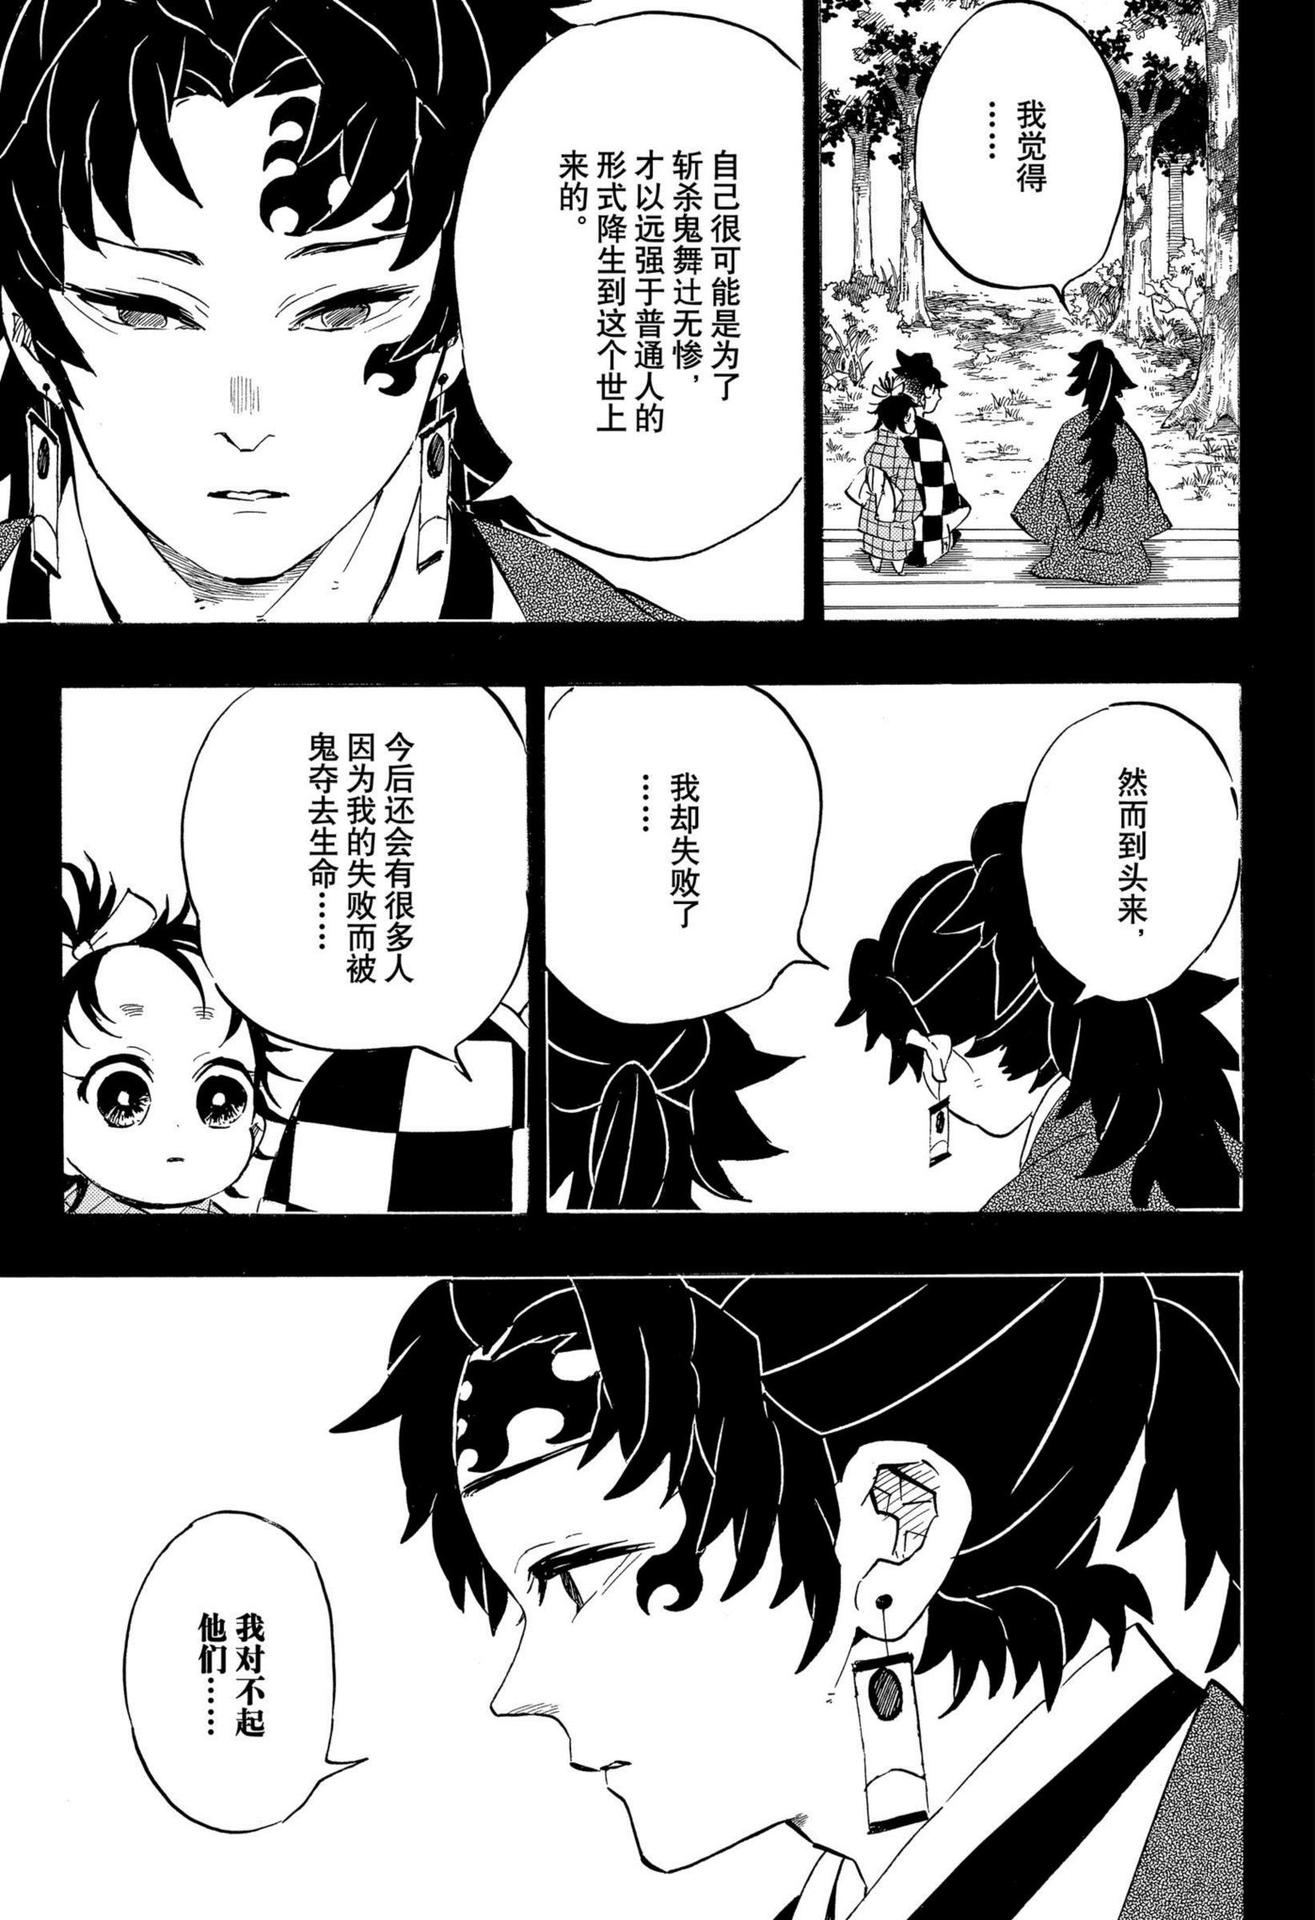 我觉得
……
自己很可能是为了
斩杀鬼舞辻无惨，
才以远强于普通人的
形式降生到这个世上
来的。
然而到头来，
我却失败了
……
今后还会有很多人
因为我的失败而被
鬼夺去生命……
我对不起
他们……